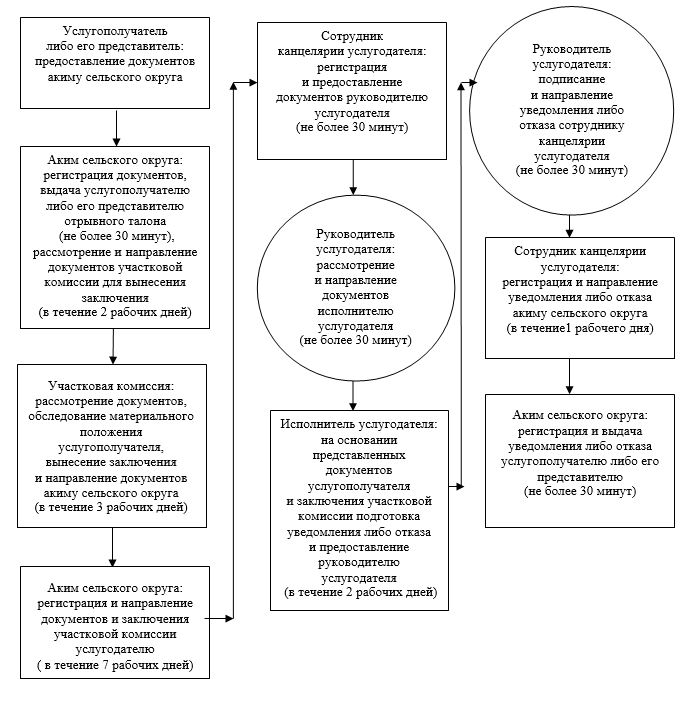 Услугополучатель
либо его представитель:
предоставление документов
акиму сельского округа
Аким сельского округа:
регистрация документов,
выдача услугополучателю
либо его представителю
отрывного талона
(не более 30 минут),
рассмотрение и направление
документов участковой
комиссии для вынесения
заключения
(в течение 2 рабочих дней)
Участковая комиссия:
рассмотрение документов,
обследование материального
положения
услугополучателя,
вынесение заключения
и направление документов
акиму сельского округа
(в течение 3 рабочих дней)
Аким сельского округа:
регистрация и направление
документов и заключения
участковой комиссии
услугодателю
( в течение 7 рабочих дней)
Сотрудник
канцелярии услугодателя:
регистрация
и предоставление
документов руководителю
услугодателя
(не более 30 минут)
Руководитель
услугодателя:
рассмотрение
и направление
документов
исполнителю
услугодателя
(не более 30 минут)
Исполнитель услугодателя:
на основании
представленных
документов
услугополучателя
и заключения участковой
комиссии подготовка
уведомления либо отказа
и предоставление
руководителю
услугодателя
(в течение 2 рабочих дней)
Руководитель
услугодателя:
подписание
и направление
уведомления либо
отказа сотруднику
канцелярии
услугодателя
(не более 30 минут)
Сотрудник канцелярии
услугодателя:
регистрация и направление
уведомления либо отказа
акиму сельского округа
(в течение1 рабочего дня)
Аким сельского округа:
регистрация и выдача
уведомления либо отказа
услугополучателю либо его
представителю
(не более 30 минут)